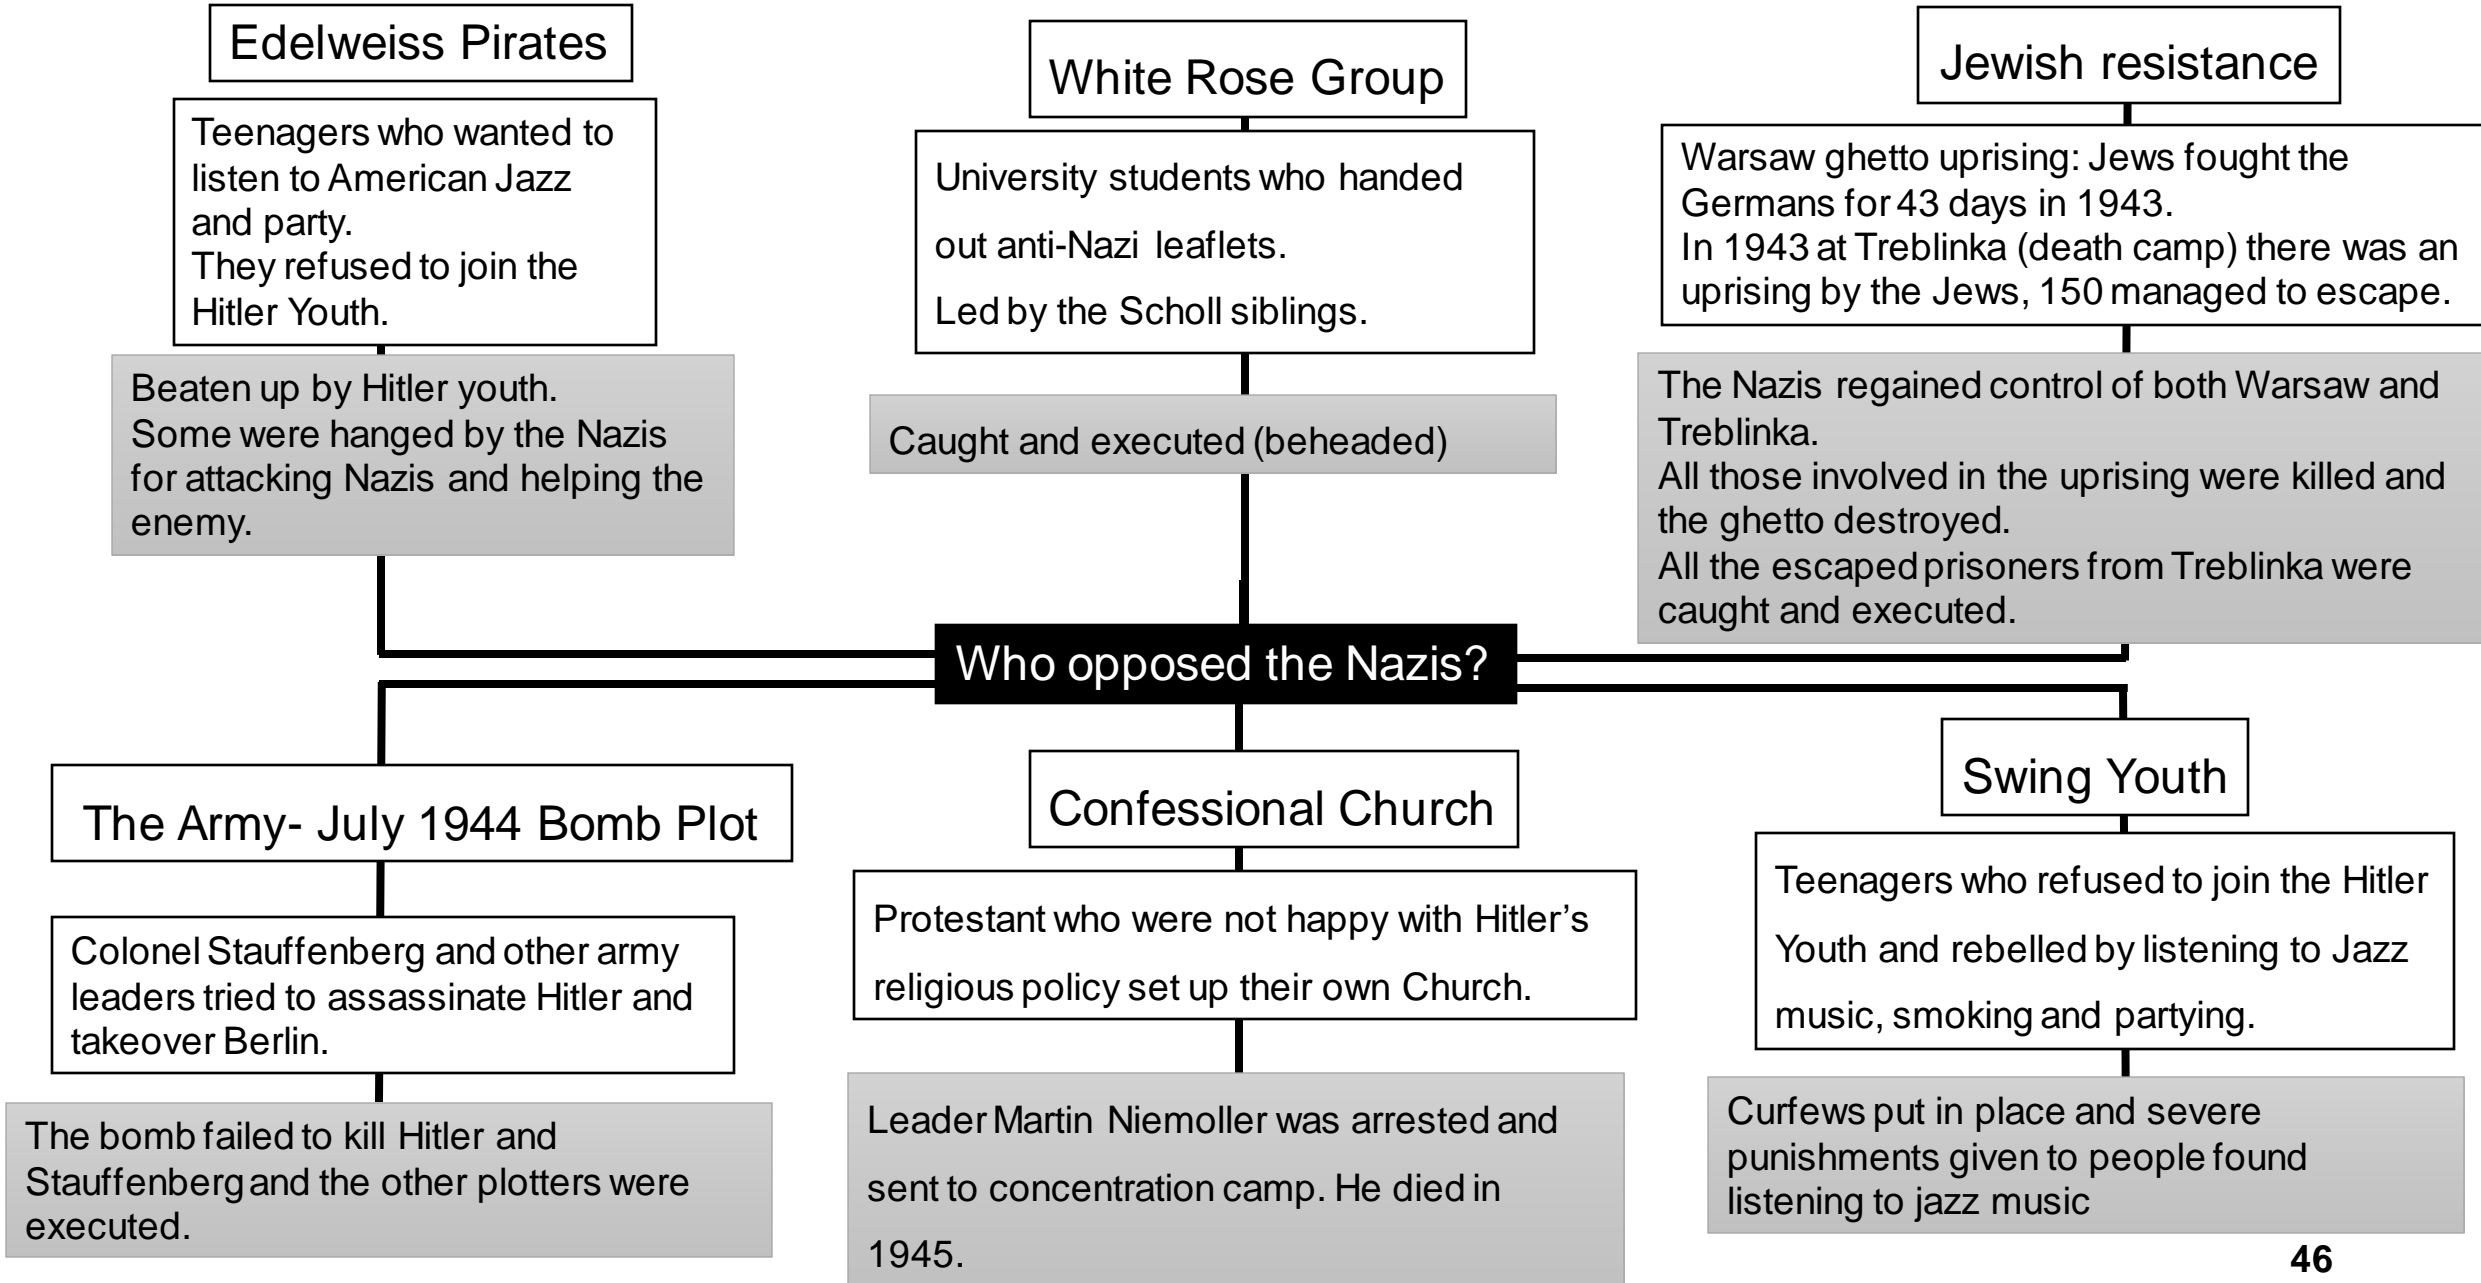 Edelweiss Pirates
Teenagers who wanted to
listen to American Jazz
and party.
They refused to join the
Hitler Youth.
Beaten up by Hitler youth.
Some were hanged by the Nazis
for attacking Nazis and helping the
enemy.
White Rose Group
University students who handed
out anti-Nazi leaflets.
Led by the Scholl siblings.
Caught and executed (beheaded)
Jewish resistance
Warsaw ghetto uprising: Jews fought the
Germans for 43 days in 1943.
In 1943 at Treblinka (death camp) there was an
uprising by the Jews, 150 managed to escape.
The Nazis regained control of both Warsaw and
Treblinka.
All those involved in the uprising were killed and
the ghetto destroyed.
All the escaped prisoners from Treblinka were
caught and executed.
Who opposed the Nazis?
The Army- July 1944 Bomb Plot
Colonel Stauffenberg and other army
leaders tried to assassinate Hitler and
takeover Berlin.
The bomb failed to kill Hitler and
Stauffenberg and the other plotters were
executed.
Confessional Church
Protestant who were not happy with Hitler’s
religious policy set up their own Church.
Leader Martin Niemoller was arrested and
sent to concentration camp. He died in
1945.
Swing Youth
Teenagers who refused to join the Hitler
Youth and rebelled by listening to Jazz
music, smoking and partying.
Curfews put in place and severe
punishments given to people found
listening to jazz music
46